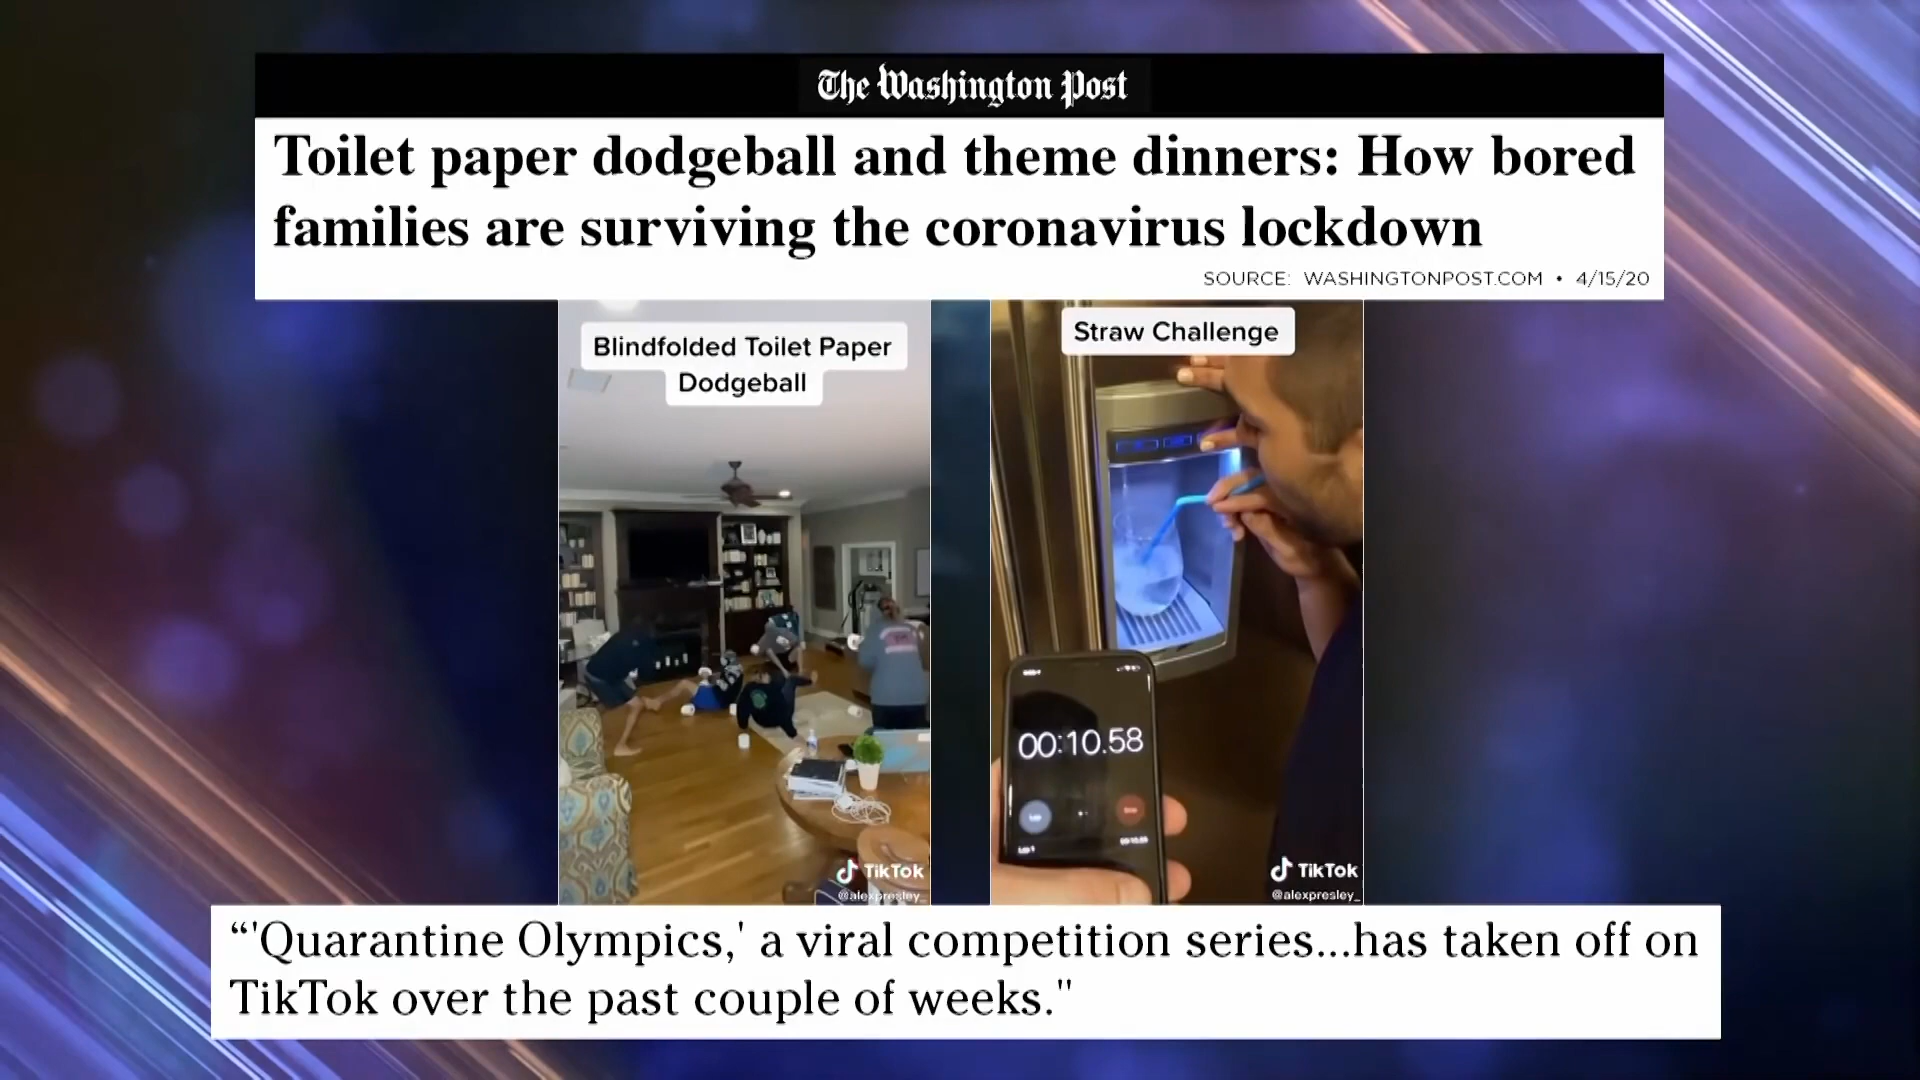 The Washington Post
Toilet paper dodgeball and theme dinners: How bored
families are surviving the coronavirus lockdown
SOURCE: WASHINGTONPOST.COM • 4/15/20
Blindfolded Toilet Paper
Dodgeball
Straw Challenge
00:10.58
TikTok
@alexpresley_
TikTok
@alexpresley_
“'Quarantine Olympics,' a viral competition series...has taken off on
TikTok over the past couple of weeks."